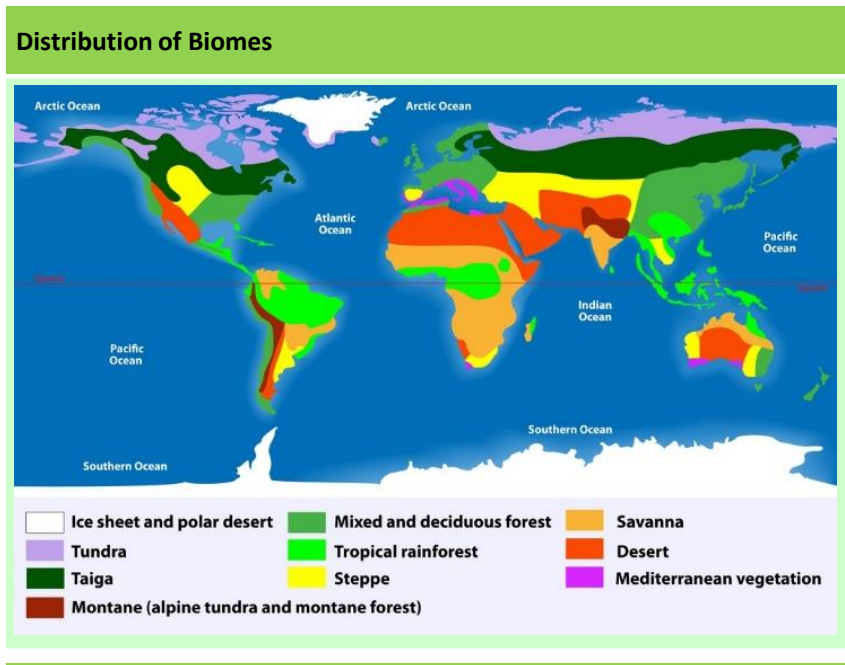 Distribution of Biomes
Arctic Ocean
Arctic Ocean
Atlantic
Ocean
Pacific
Ocean
Indian
Ocean
Pacific
Ocean
Southern Ocean
Southern Ocean
Ice sheet and polar desert
Mixed and deciduous forest
Savanna
Tundra
Tropical rainforest
Desert
Taiga
Steppe
Mediterranean vegetation
Montane (alpine tundra and montane forest)